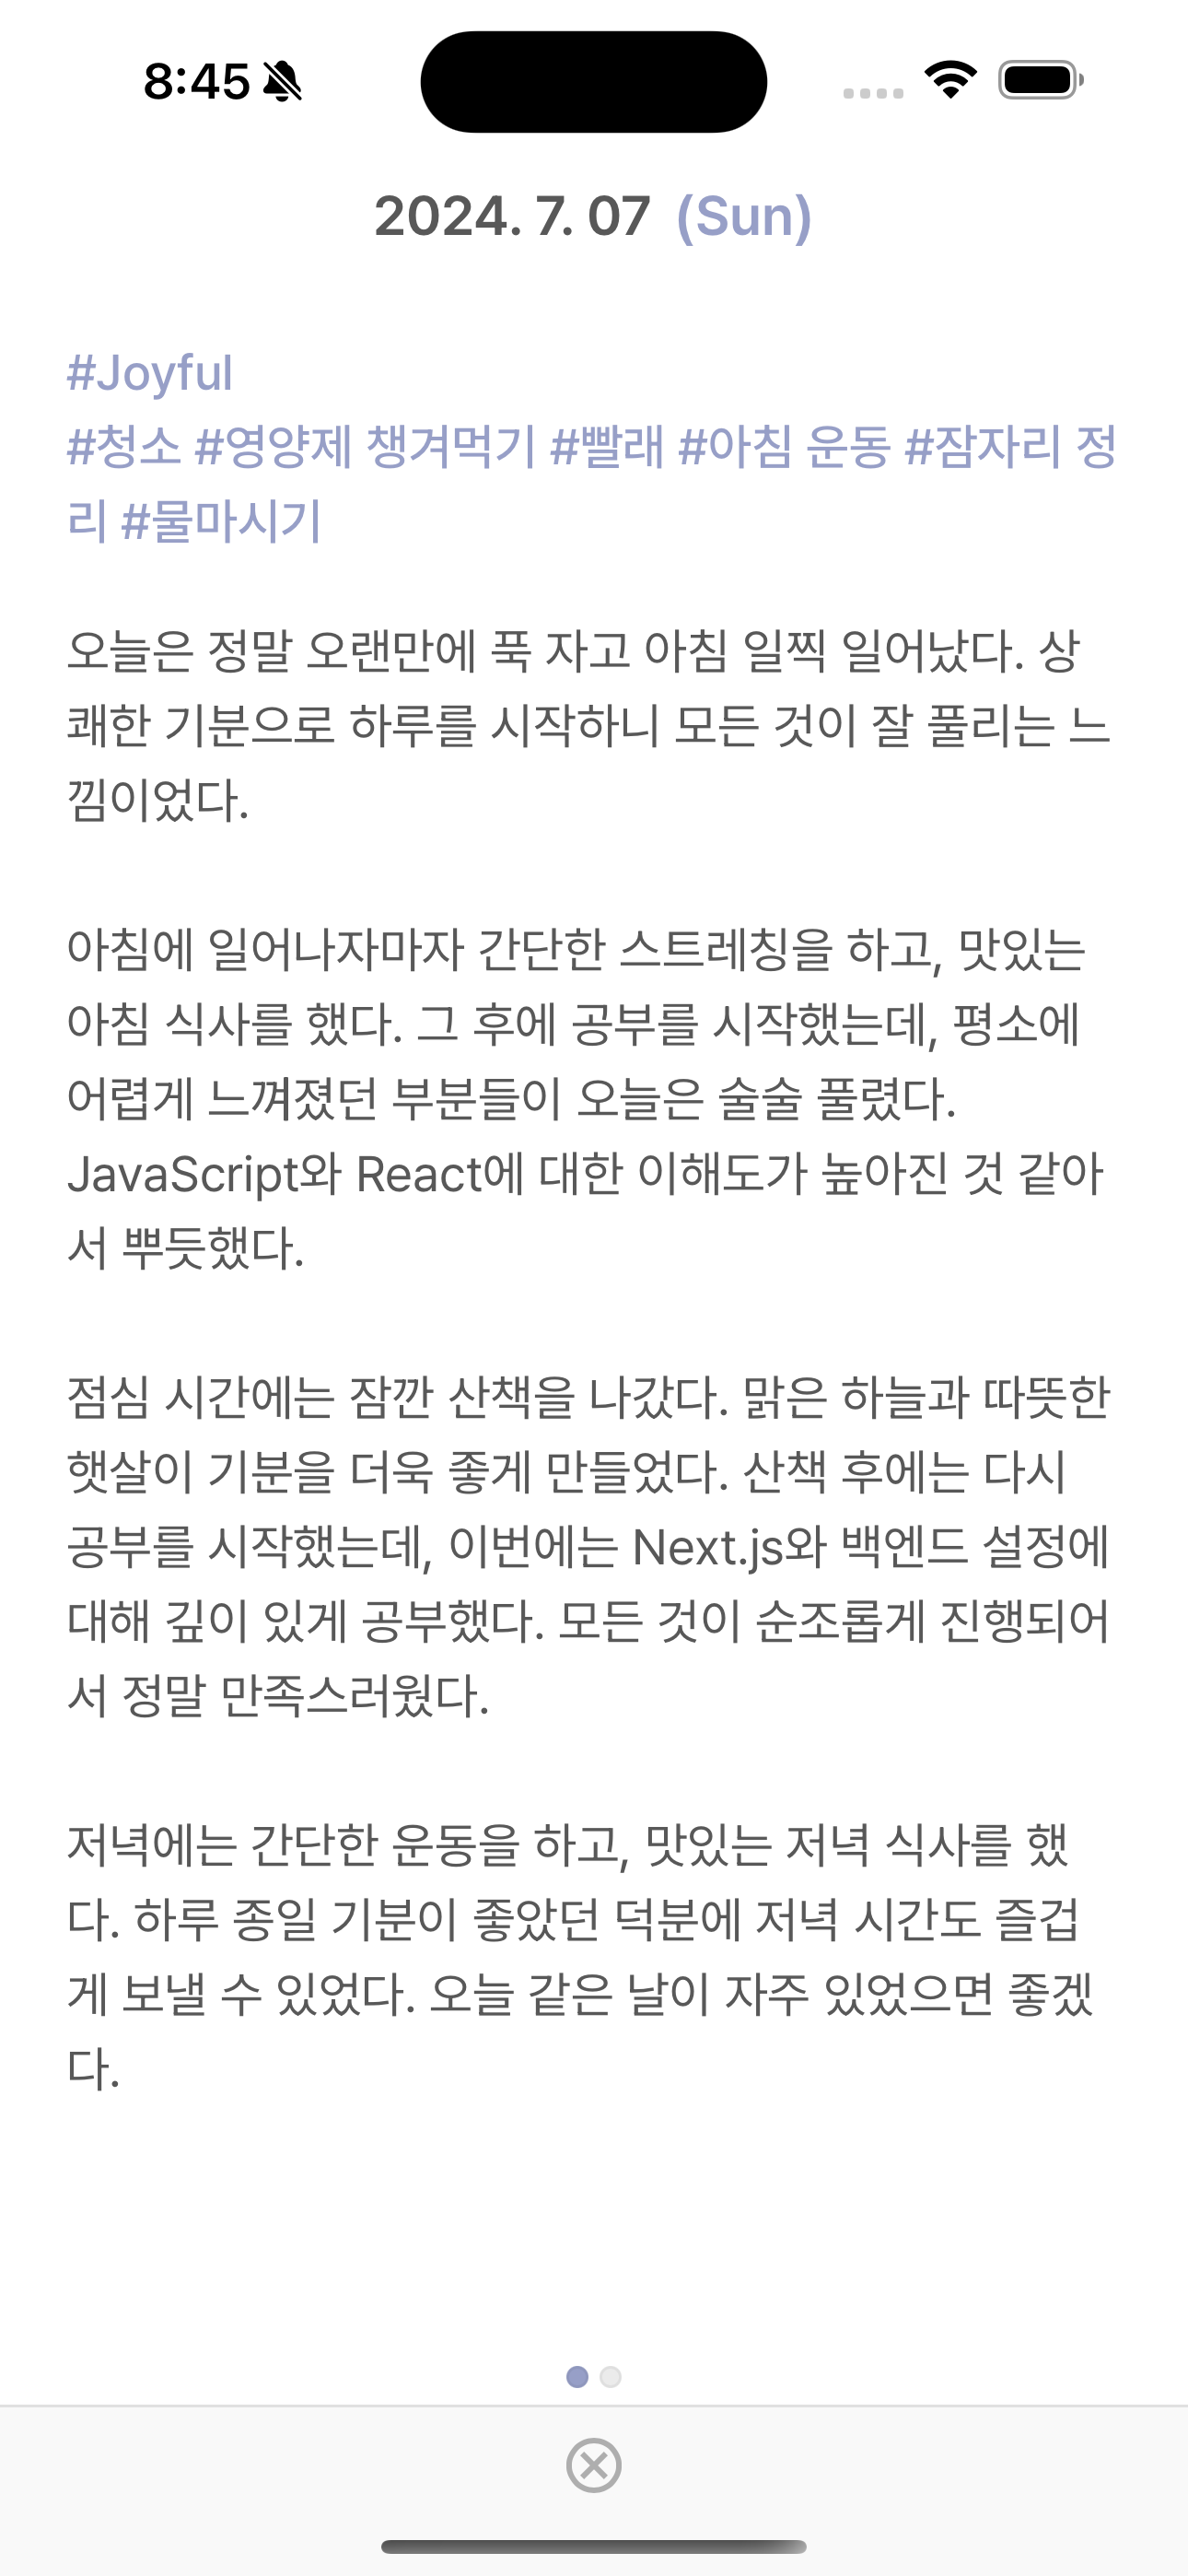 8:45
2024. 7. 07 (Sun)
#Joyful
#청소 #영양제 챙겨먹기 #빨래 #아침 운동 #잠자리 정
리 #물마시기
오늘은 정말 오랜만에 푹 자고 아침 일찍 일어났다. 상
쾌한 기분으로 하루를 시작하니 모든 것이 잘 풀리는 느
낌이었다.
아침에 일어나자마자 간단한 스트레칭을 하고, 맛있는
아침 식사를 했다. 그 후에 공부를 시작했는데, 평소에
어렵게 느껴졌던 부분들이 오늘은 술술 풀렸다.
JavaScript와 React에 대한 이해도가 높아진 것 같아
서 뿌듯했다.
점심 시간에는 잠깐 산책을 나갔다. 맑은 하늘과 따뜻한
햇살이 기분을 더욱 좋게 만들었다. 산책 후에는 다시
공부를 시작했는데, 이번에는 Next.js와 백엔드 설정에
대해 깊이 있게 공부했다. 모든 것이 순조롭게 진행되어
서 정말 만족스러웠다.
저녁에는 간단한 운동을 하고, 맛있는 저녁 식사를 했
다. 하루 종일 기분이 좋았던 덕분에 저녁 시간도 즐겁
게 보낼 수 있었다. 오늘 같은 날이 자주 있었으면 좋겠
다.